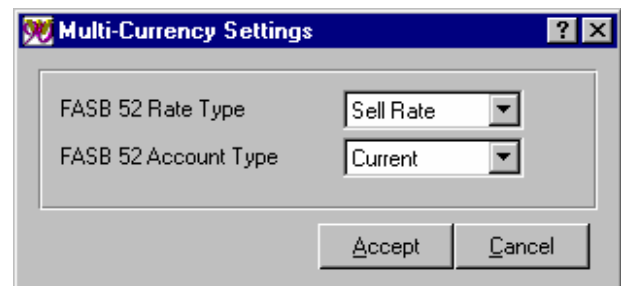 Multi-Currency Settings
FASB 52 Rate Type Sell Rate
FASB 52 Account Type Current
Accept Cancel